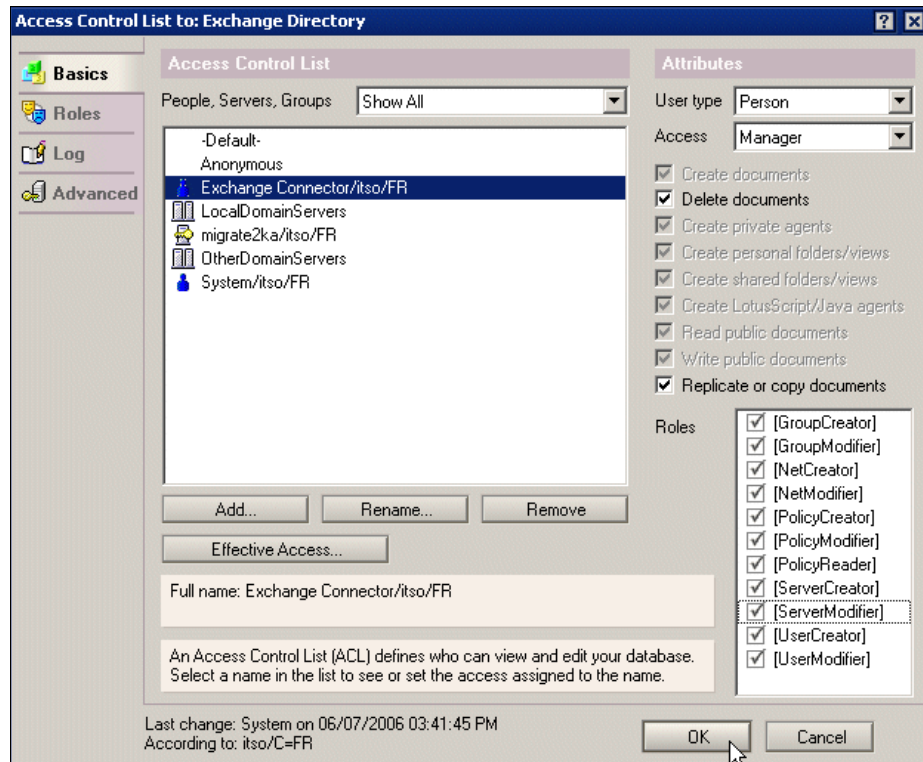 Access Control List to: Exchange Directory
Basics
Roles
Log
Advanced
Access Control List
People, Servers, Groups Show All
-Default-
Anonymous
Exchange Connector/itso/FR
LocalDomainServers
migrate2ka/itso/FR
OtherDomainServers
System/itso/FR
Add... Rename... Remove
Effective Access...
Full name: Exchange Connector/itso/FR
An Access Control List (ACL) defines who can view and edit your database.
Select a name in the list to see or set the access assigned to the name.
Attributes
User type Person
Access Manager
Create documents
Delete documents
Create private agents
Create personal folders/views
Create shared folders/views
Create LotusScript/Java agents
Read public documents
Write public documents
Replicate or copy documents
Roles
[GroupCreator]
[GroupModifier]
[NetCreator]
[NetModifier]
[PolicyCreator]
[PolicyModifier]
[PolicyReader]
[ServerCreator]
[ServerModifier]
[UserCreator]
[UserModifier]
Last change: System on 06/07/2006 03:41:45 PM
According to: itso/C=FR
OK Cancel